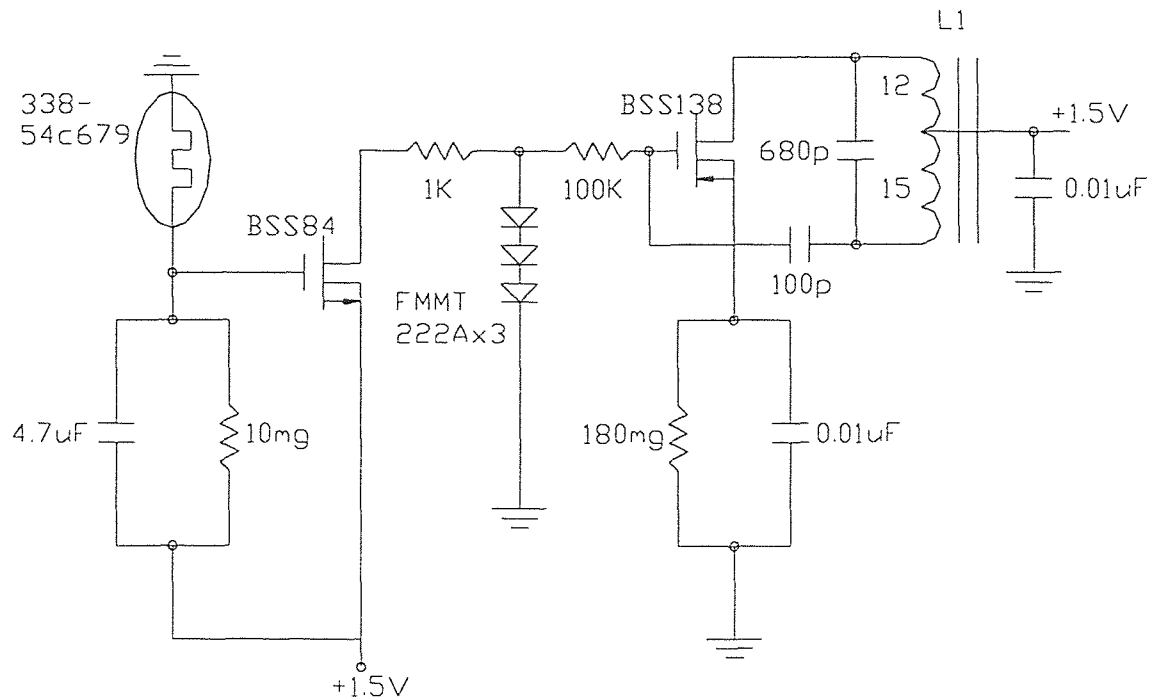 L1
338-
54c679
BSS138
12
+1.5V
680p
1K
100K
15
0.01uF
BSS84
100p
FMMT
222Ax3
4.7uF
10mg
180mg
0.01uF
+1.5V